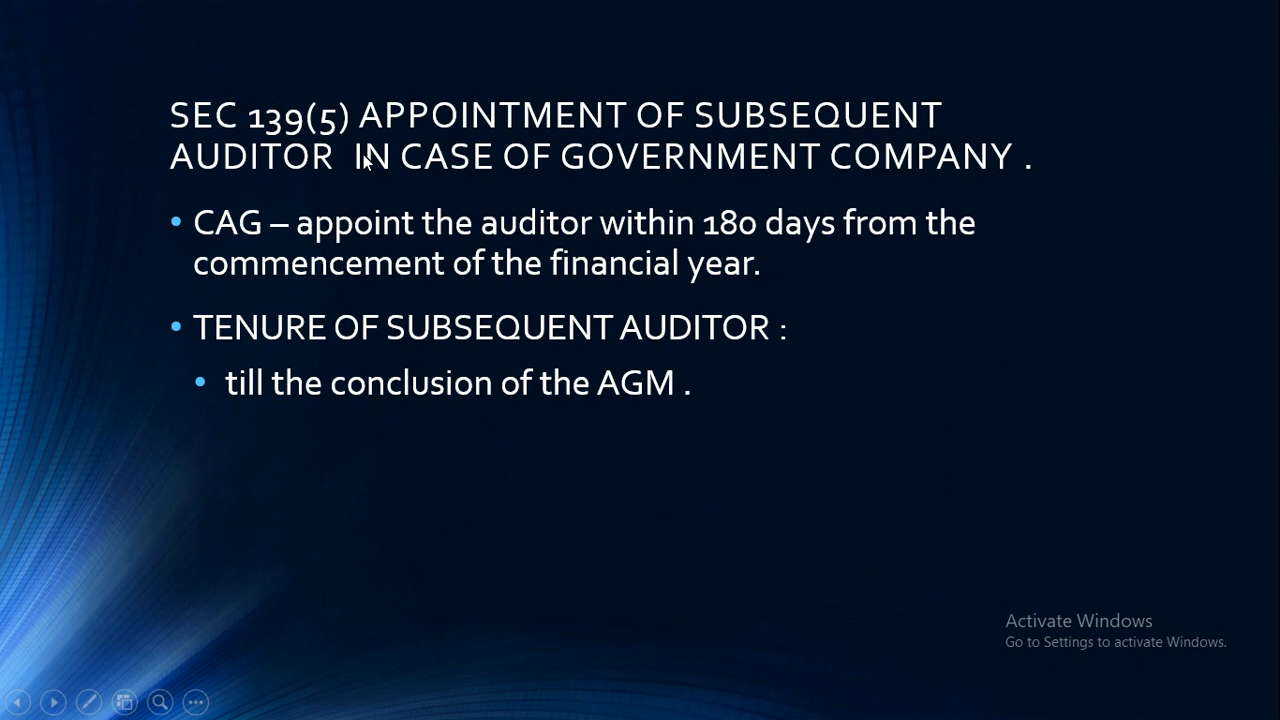 SEC 139(5) APPOINTMENT OF SUBSEQUENT
AUDITOR IN CASE OF GOVERNMENT COMPANY .
• CAG – appoint the auditor within 180 days from the
commencement of the financial year.
• TENURE OF SUBSEQUENT AUDITOR :
• till the conclusion of the AGM .
Activate Windows
Go to Settings to activate Windows.